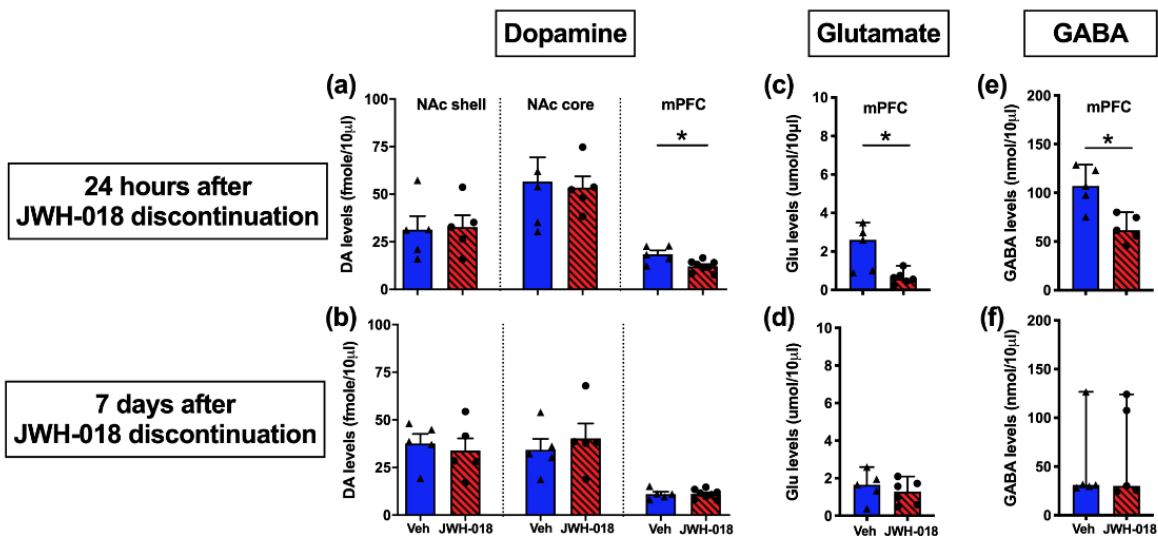 Dopamine
Glutamate
GABA
24 hours after
JWH-018 discontinuation
(a)
DA levels (fmole/10µl)
100
75
50
25
0
NAc shell
NAc core
mPFC
*
(c)
Glu levels (umol/10µl)
10
8
6
4
2
0
mPFC
*
(e)
GABA levels (nmol/10µl)
200
150
100
50
0
mPFC
*
7 days after
JWH-018 discontinuation
(b)
DA levels (fmole/10µl)
100
75
50
25
0
Veh JWH-018
Veh JWH-018
Veh JWH-018
(d)
Glu levels (umol/10µl)
10
8
6
4
2
0
Veh JWH-018
(f)
GABA levels (nmol/10µl)
200
150
100
50
0
Veh JWH-018